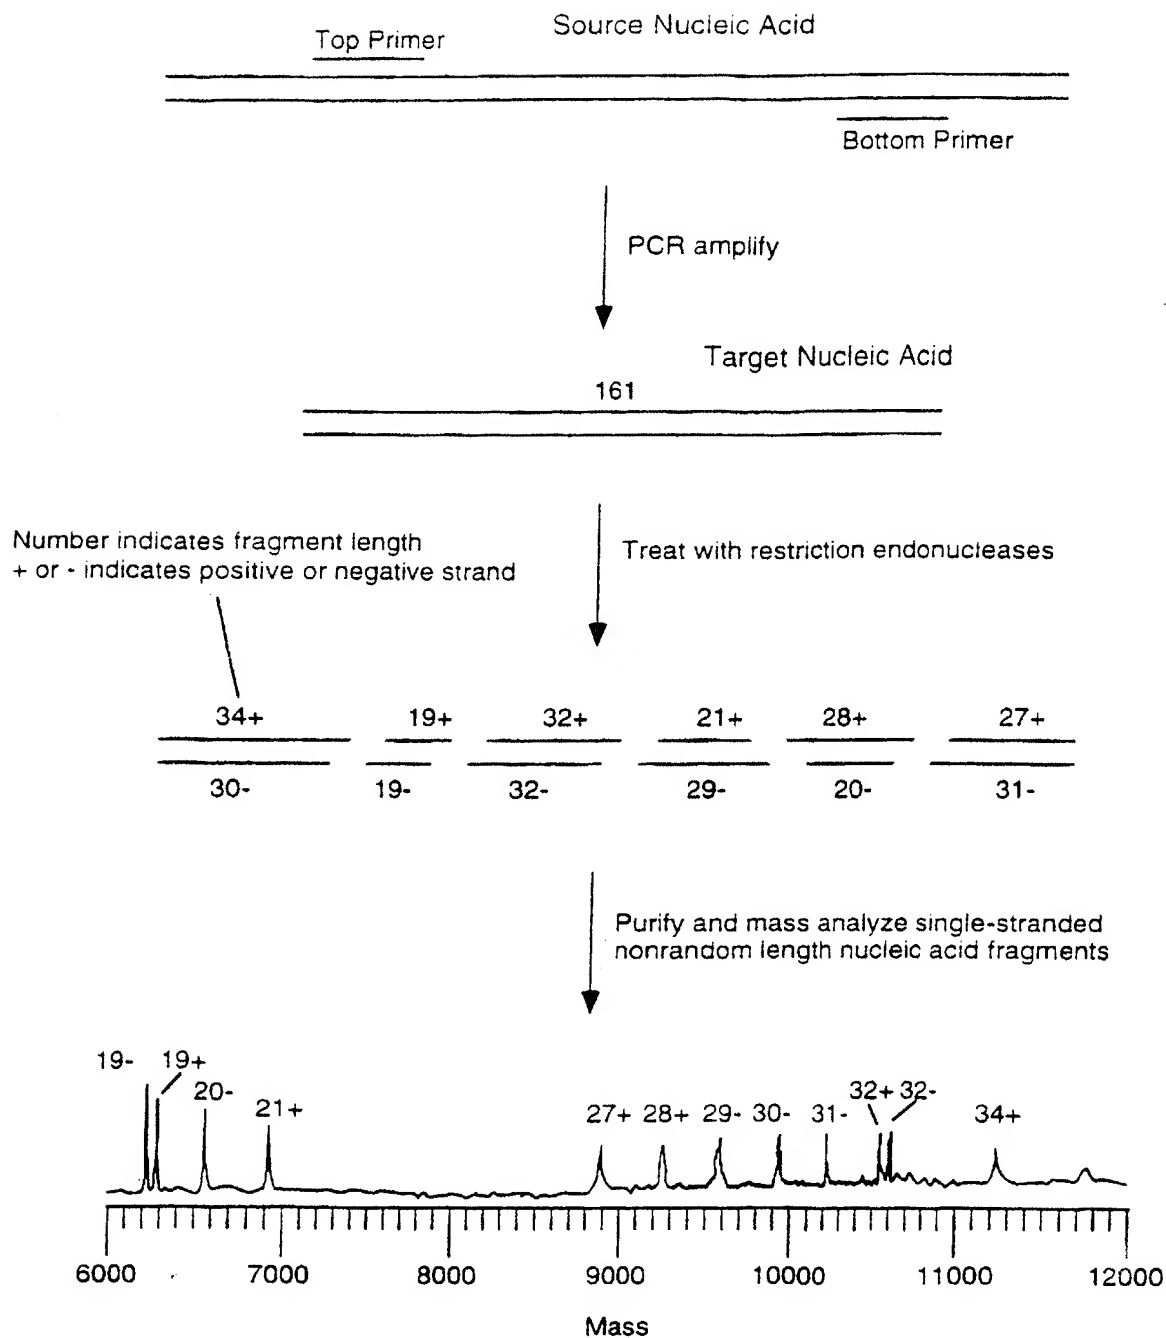 Source Nucleic Acid
Top Primer
Bottom Primer
PCR amplify
Target Nucleic Acid
161
Number indicates fragment length
+ or - indicates positive or negative strand
Treat with restriction endonucleases
34+ 19+ 32+ 21+ 28+ 27+
30- 19- 32- 29- 20- 31-
Purify and mass analyze single-stranded
nonrandom length nucleic acid fragments
19- 19+ 20- 21+ 27+ 28+ 29- 30- 31- 32+ 32- 34+
6000 7000 8000 9000 10000 11000 12000
Mass